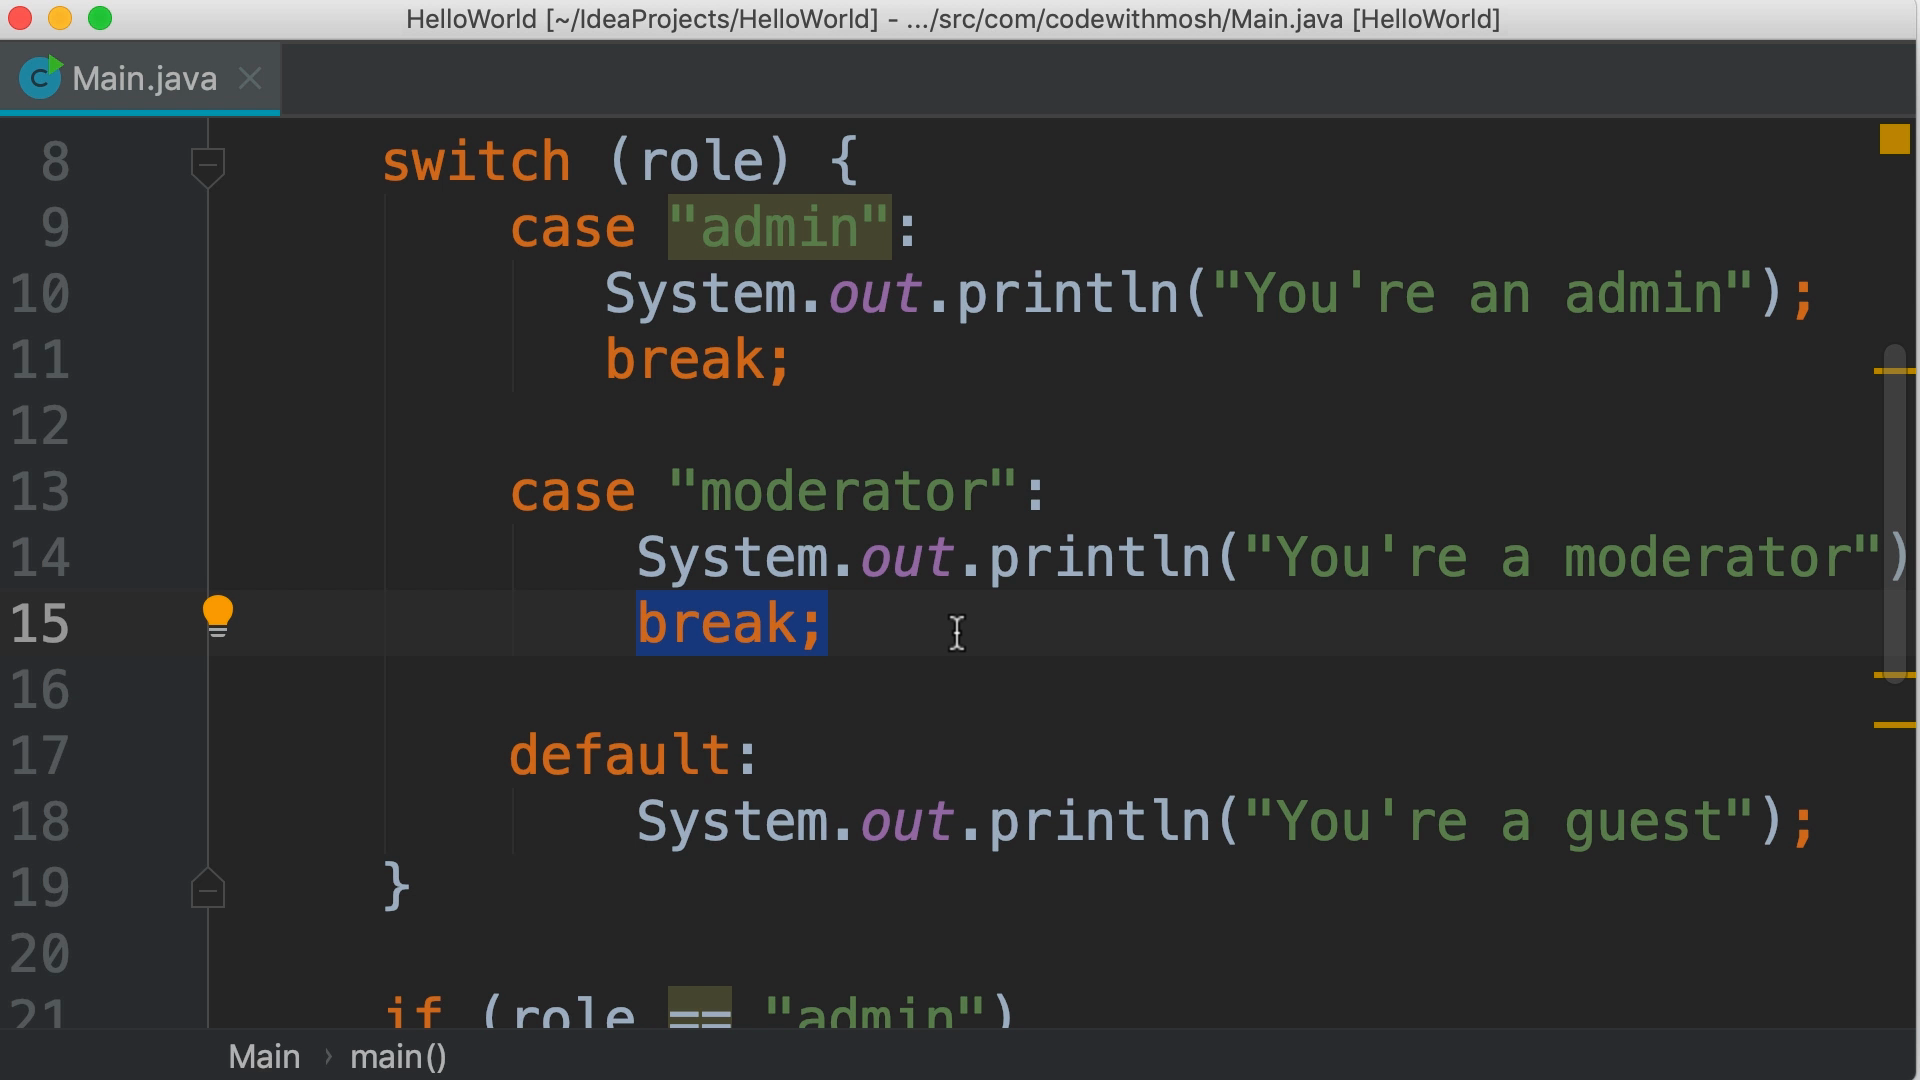 HelloWorld [~/IdeaProjects/HelloWorld] - .../src/com/codewithmosh/Main.java [HelloWorld]
C Main.java
8 switch (role) {
9 case "admin":
10 System.out.println("You're an admin");
11 break;
12
13 case "moderator":
14 System.out.println("You're a moderator")
15 break;
16
17 default:
18 System.out.println("You're a guest");
19 }
20
21 if (role == "admin")
Main › main()